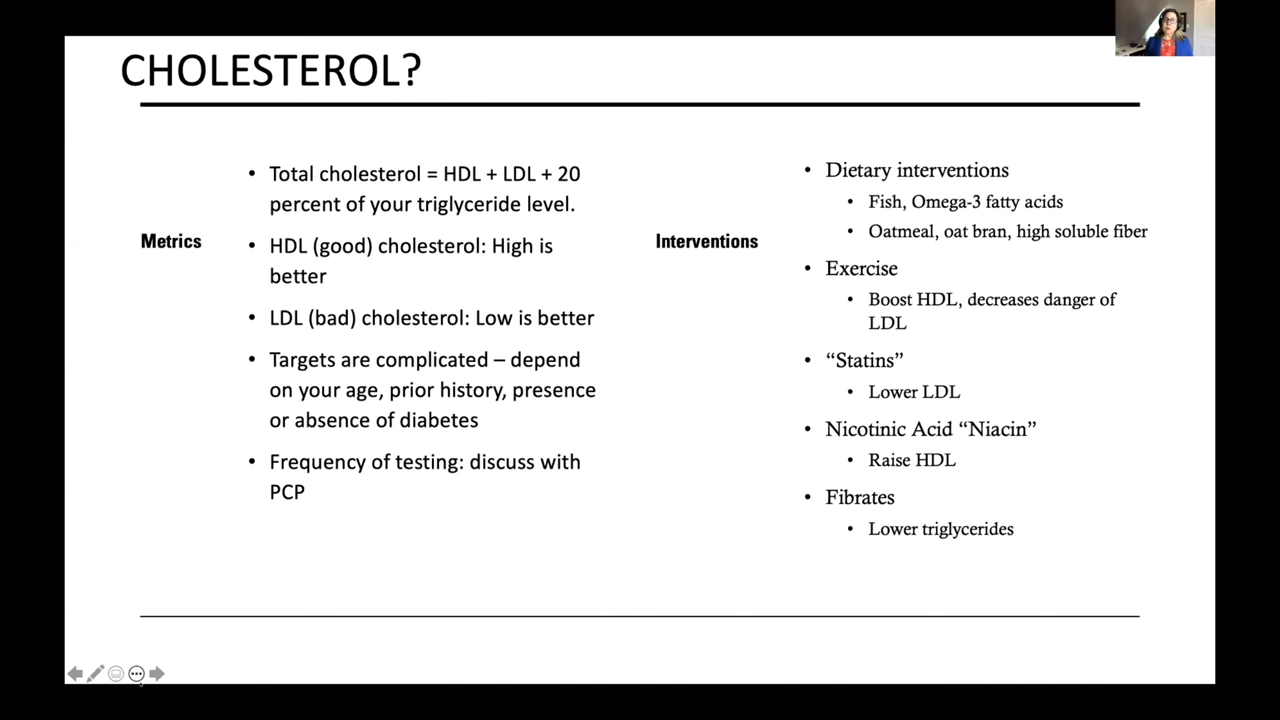 CHOLESTEROL?
Metrics
• Total cholesterol = HDL + LDL + 20
percent of your triglyceride level.
• HDL (good) cholesterol: High is
better
• LDL (bad) cholesterol: Low is better
• Targets are complicated – depend
on your age, prior history, presence
or absence of diabetes
• Frequency of testing: discuss with
PCP
Interventions
• Dietary interventions
• Fish, Omega-3 fatty acids
• Oatmeal, oat bran, high soluble fiber
• Exercise
• Boost HDL, decreases danger of
LDL
• “Statins”
• Lower LDL
• Nicotinic Acid “Niacin”
• Raise HDL
• Fibrates
• Lower triglycerides